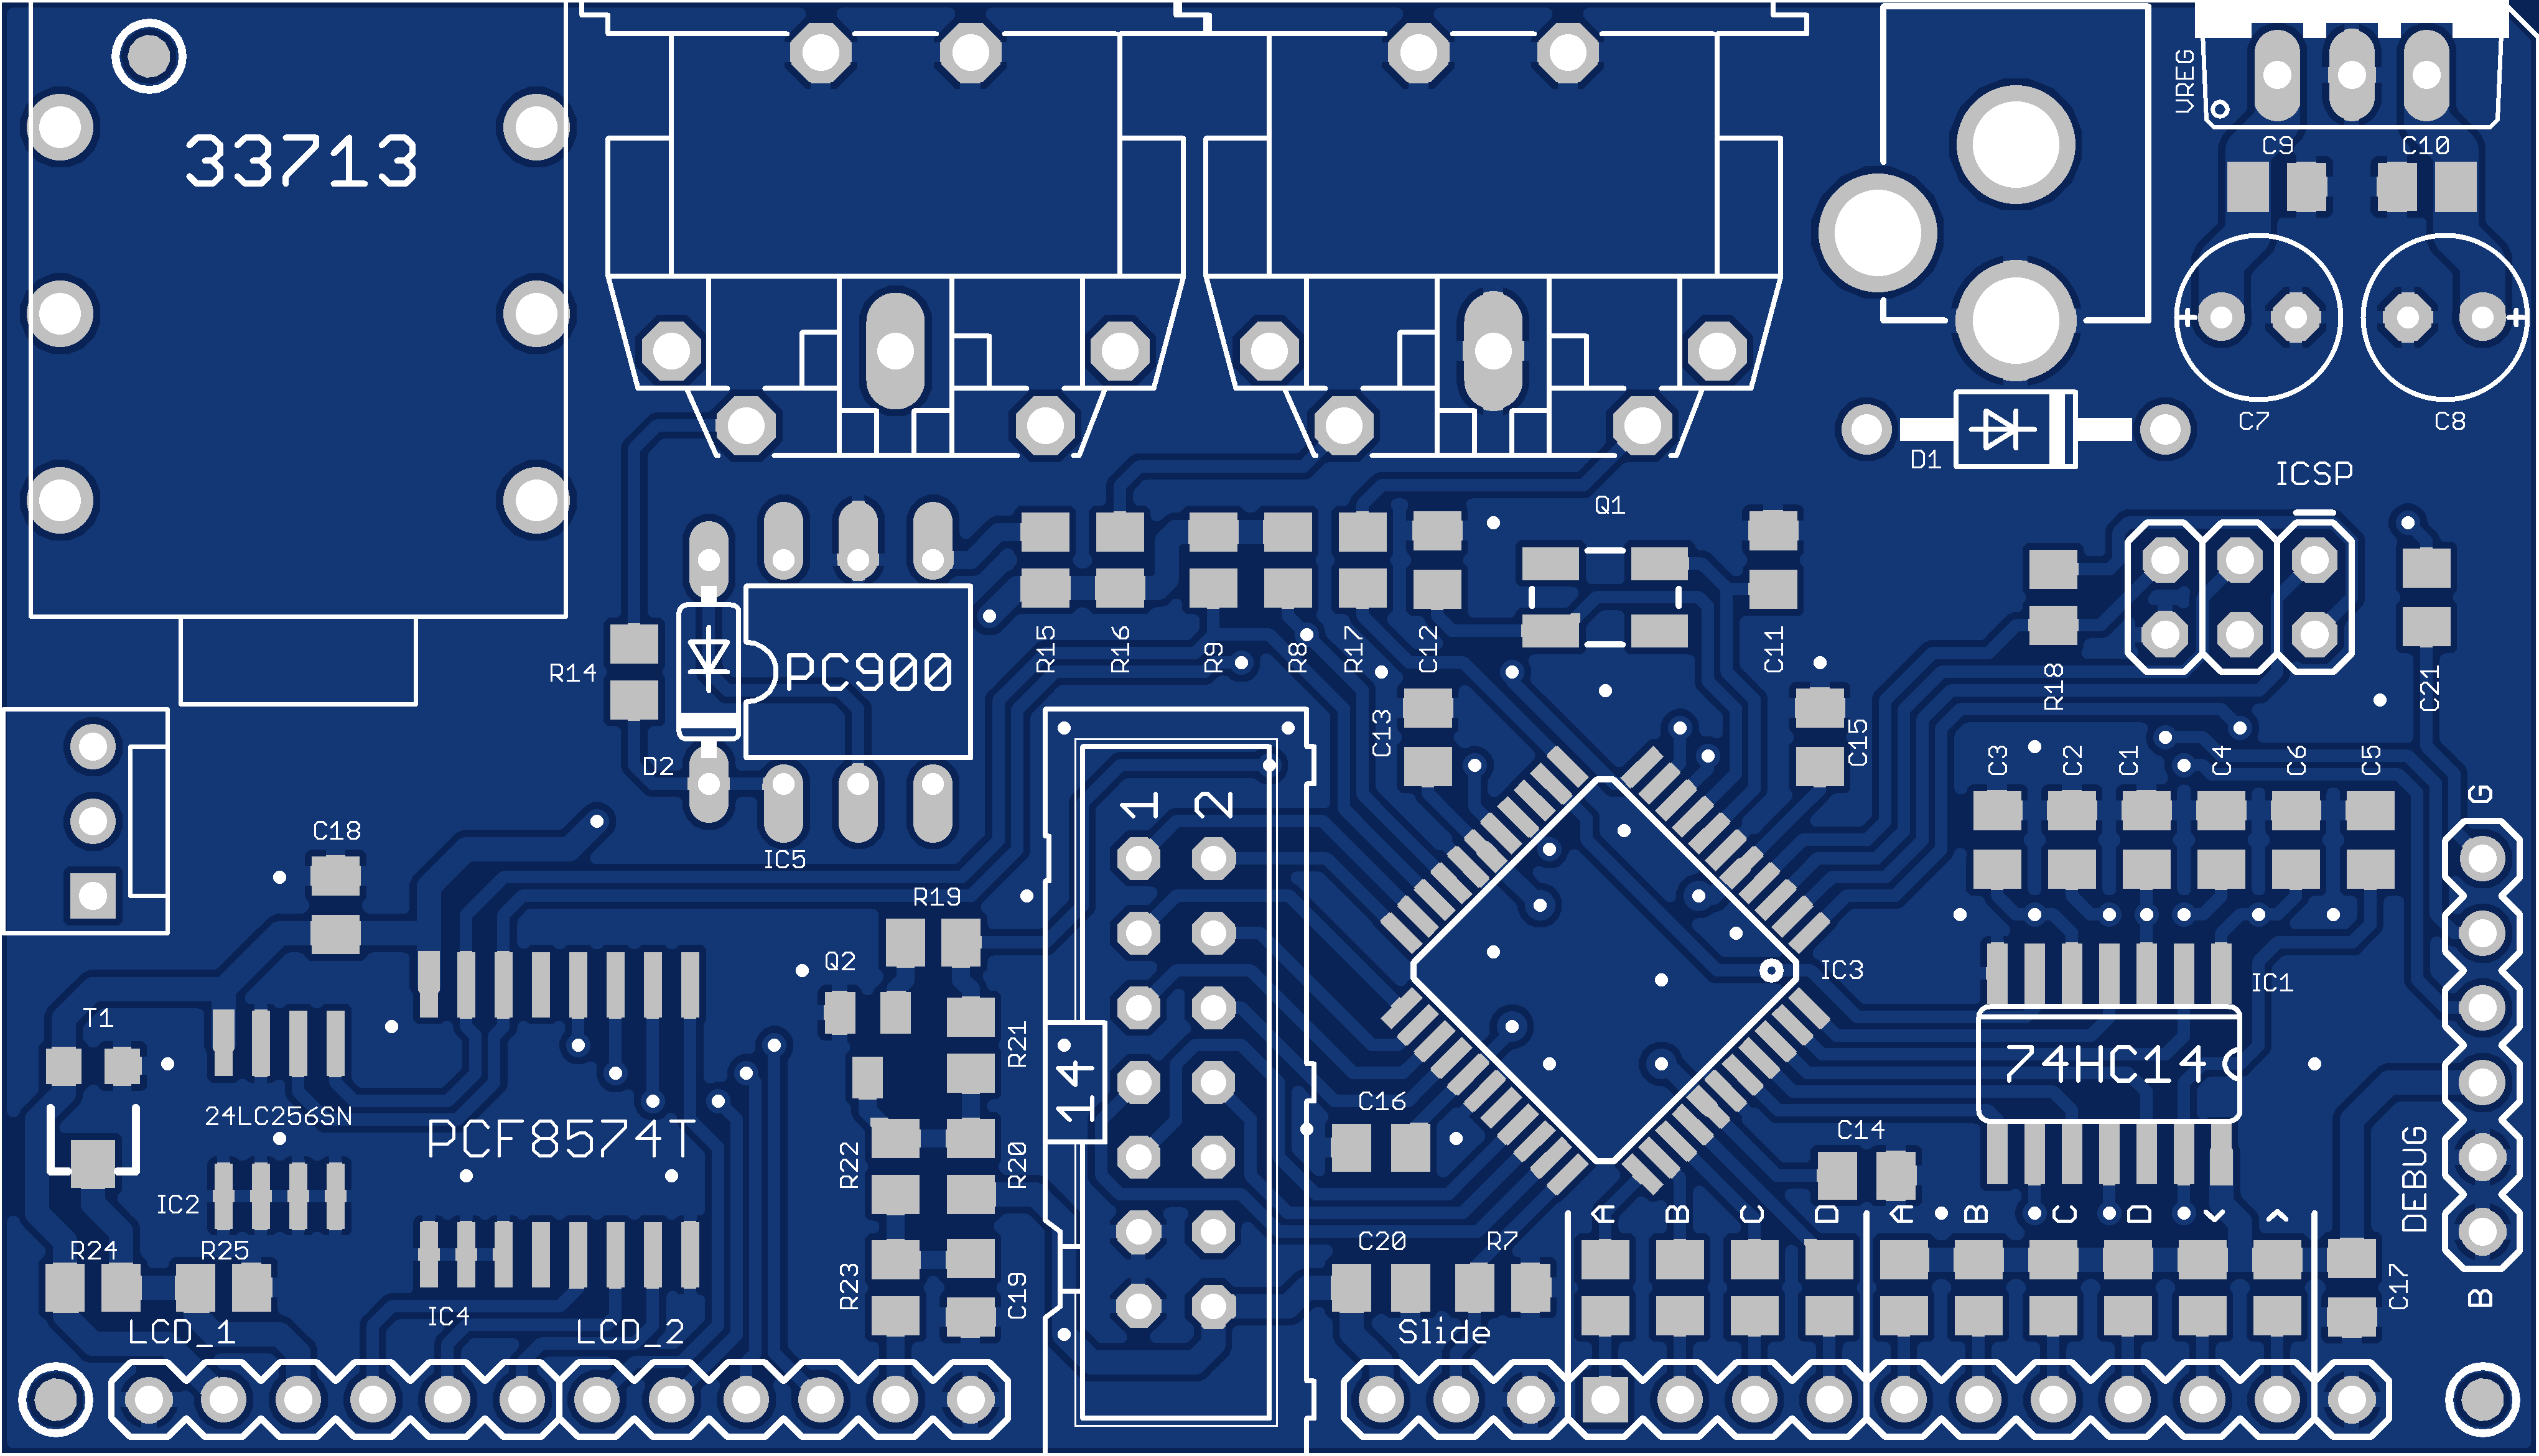 VREG
C9
C10
33713
C7
C8
D1
ICSP
Q1
R15
R16
R9
R8
R17
C12
C11
R14
PC900
R18
C21
C13
C15
D2
C3
C2
C1
C4
C6
C5
G
1
2
C18
IC5
R19
Q2
IC3
IC1
T1
R21
74HC14
14
24LC256SN
PCF8574T
C16
C14
DEBUG
R22
R20
IC2
A
B
C
D
A
B
C
D
<
>
R24
R25
C20
R7
R23
C19
C17
B
IC4
LCD_1
LCD_2
Slide
+
+